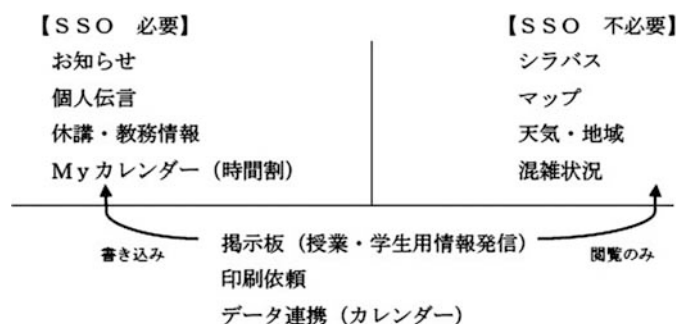 【ＳＳＯ　必要】
お知らせ
個人伝言
休講・教務情報
Ｍｙカレンダー（時間割）
【ＳＳＯ　不必要】
シラバス
マップ
天気・地域
混雑状況
書き込み
掲示板（授業・学生用情報発信）
閲覧のみ
印刷依頼
データ連携（カレンダー）